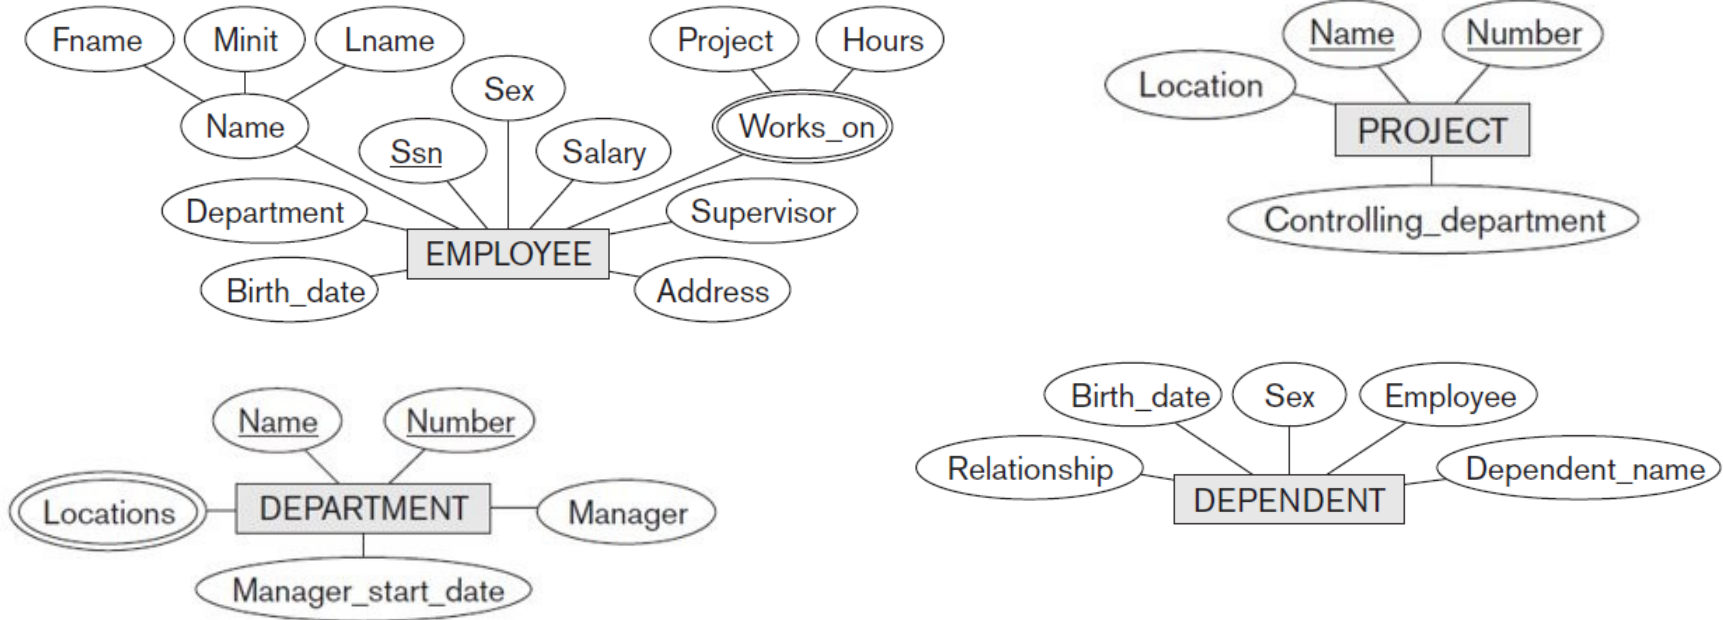 Fname
Minit
Lname
Name
Sex
Ssn
Salary
Project
Hours
Works_on
Department
Supervisor
EMPLOYEE
Birth_date
Address
Name
Number
Location
PROJECT
Controlling_department
Name
Number
Locations
DEPARTMENT
Manager
Manager_start_date
Birth_date
Sex
Employee
Relationship
Dependent_name
DEPENDENT